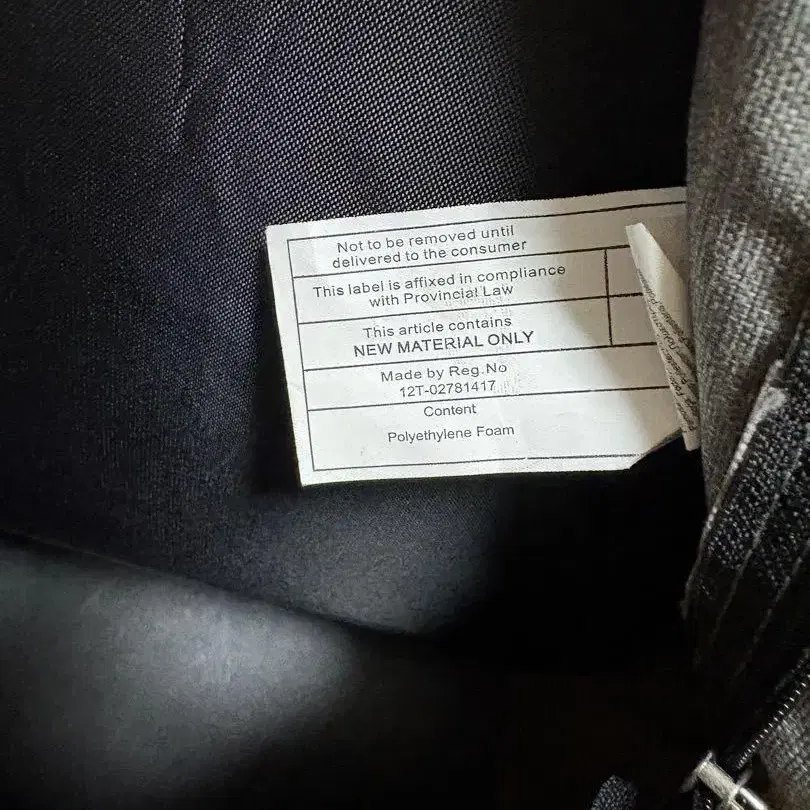 Not to be removed until
delivered to the consumer
This label is affixed in compliance
with Provincial Law
This article contains
NEW MATERIAL ONLY
Made by Reg.No
12T-02781417
Content
Polyethylene Foam